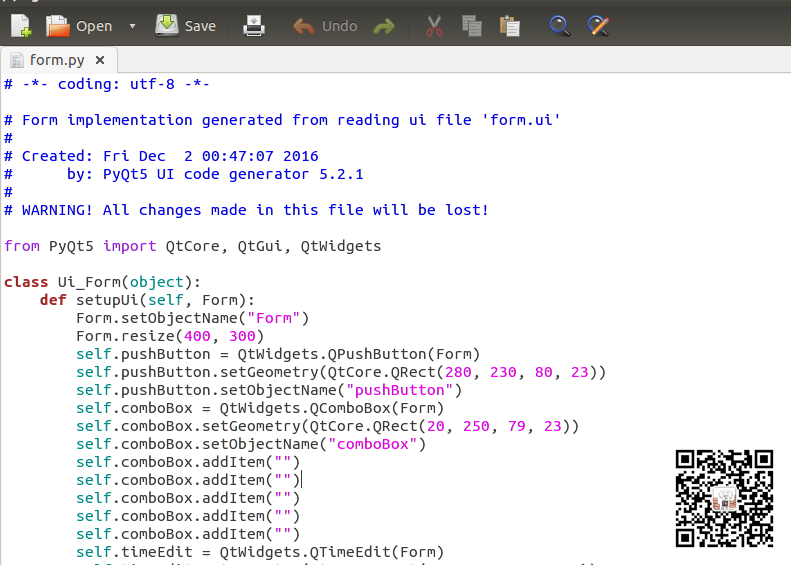 Open Save Undo
form.py ×
# -*- coding: utf-8 -*-
# Form implementation generated from reading ui file 'form.ui'
#
# Created: Fri Dec  2 00:47:07 2016
#      by: PyQt5 UI code generator 5.2.1
#
# WARNING! All changes made in this file will be lost!
from PyQt5 import QtCore, QtGui, QtWidgets
class Ui_Form(object):
    def setupUi(self, Form):
        Form.setObjectName("Form")
        Form.resize(400, 300)
        self.pushButton = QtWidgets.QPushButton(Form)
        self.pushButton.setGeometry(QtCore.QRect(280, 230, 80, 23))
        self.pushButton.setObjectName("pushButton")
        self.comboBox = QtWidgets.QComboBox(Form)
        self.comboBox.setGeometry(QtCore.QRect(20, 250, 79, 23))
        self.comboBox.setObjectName("comboBox")
        self.comboBox.addItem("")
        self.comboBox.addItem("")
        self.comboBox.addItem("")
        self.comboBox.addItem("")
        self.comboBox.addItem("")
        self.timeEdit = QtWidgets.QTimeEdit(Form)